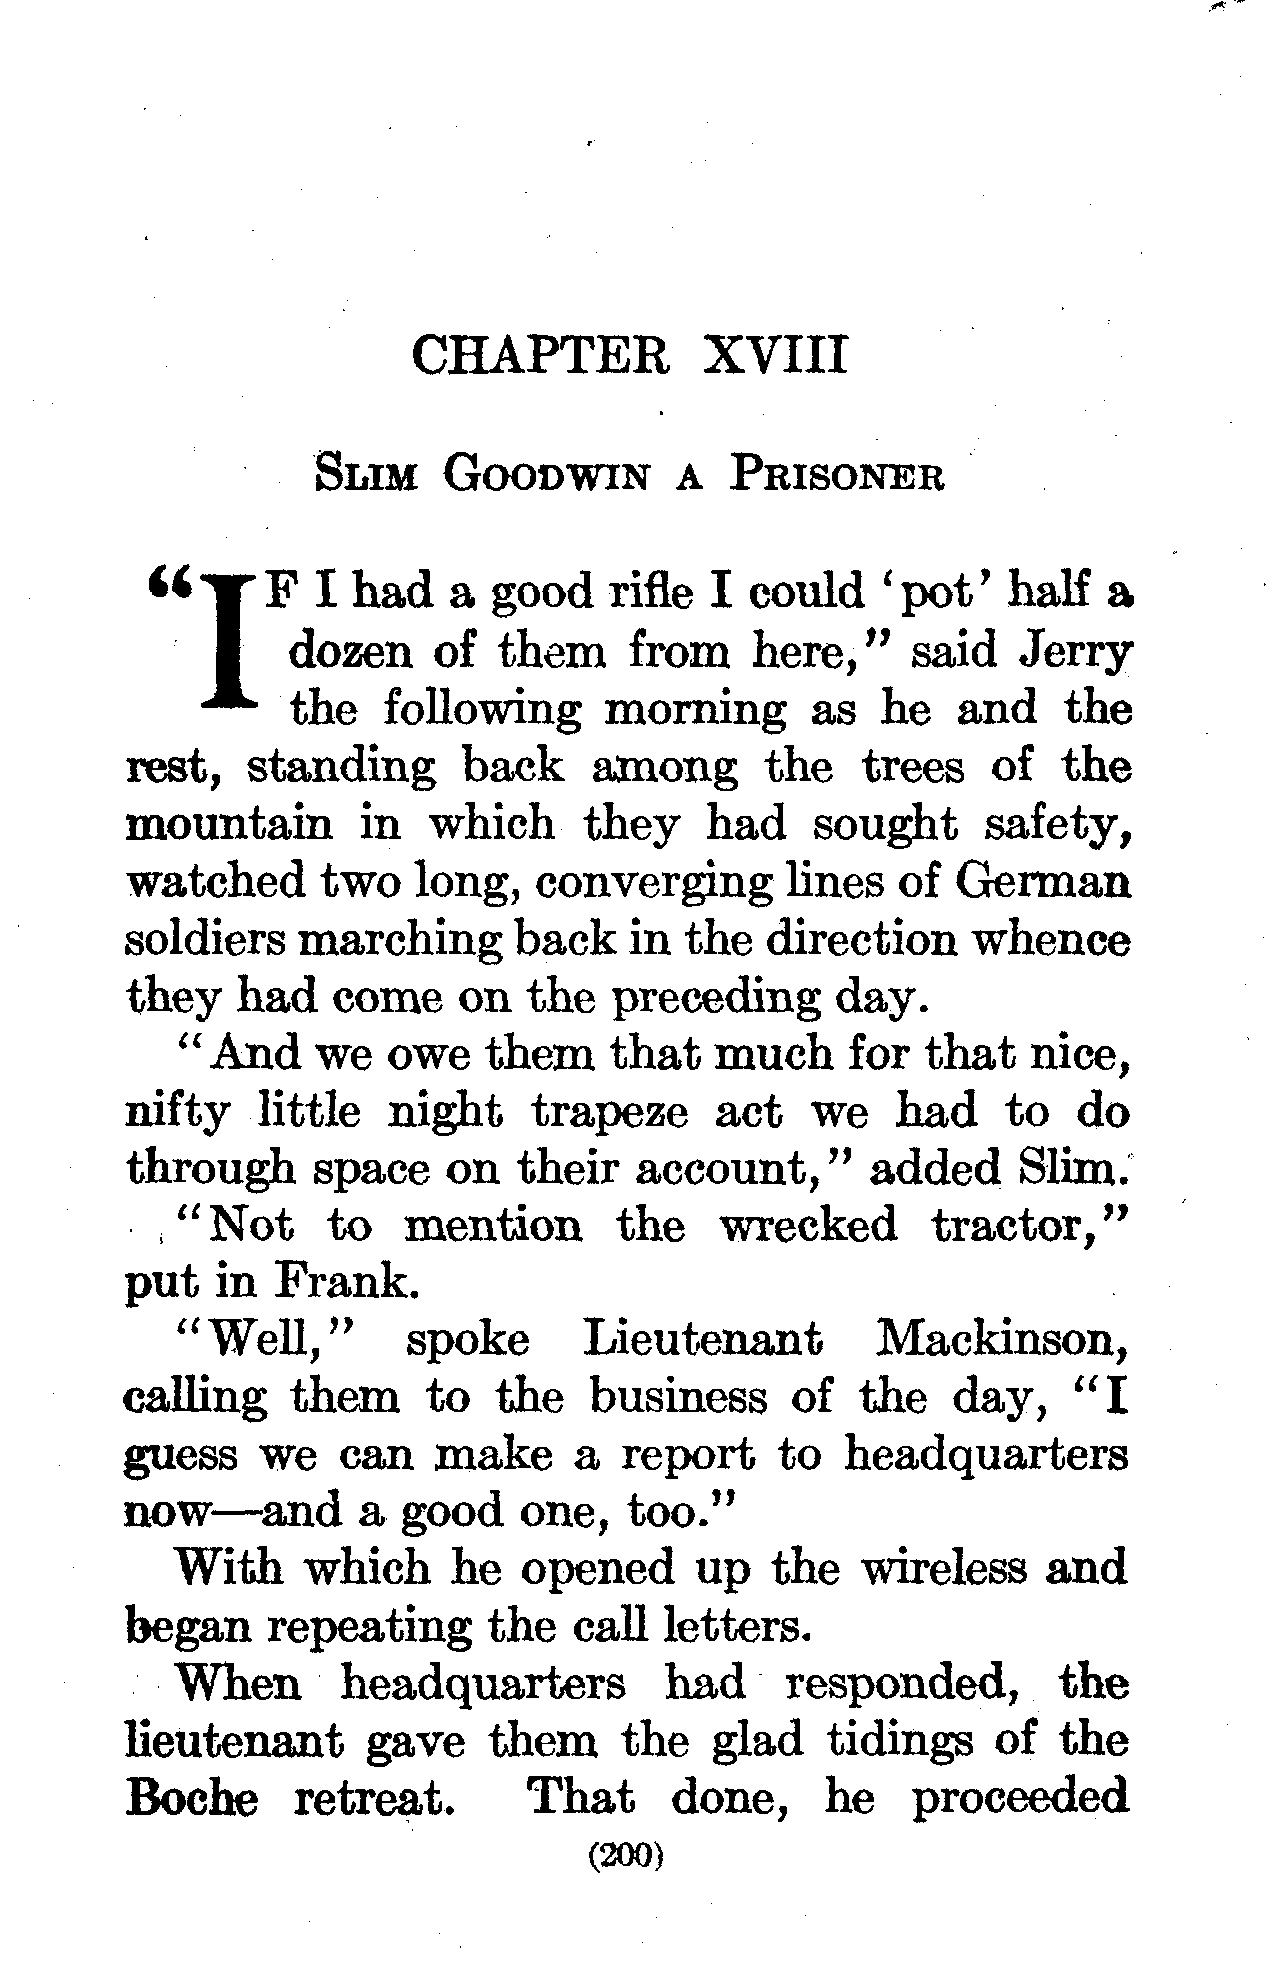 CHAPTER XVIII
SLIM GOODWIN A PRISONER
“IF I had a good rifle I could ‘pot’ half a
dozen of them from here,” said Jerry
the following morning as he and the
rest, standing back among the trees of the
mountain in which they had sought safety,
watched two long, converging lines of German
soldiers marching back in the direction whence
they had come on the preceding day.
“And we owe them that much for that nice,
nifty little night trapeze act we had to do
through space on their account,” added Slim.
“Not to mention the wrecked tractor,”
put in Frank.
“Well,” spoke Lieutenant Mackinson,
calling them to the business of the day, “I
guess we can make a report to headquarters
now—and a good one, too.”
With which he opened up the wireless and
began repeating the call letters.
When headquarters had responded, the
lieutenant gave them the glad tidings of the
Boche retreat. That done, he proceeded
(200)